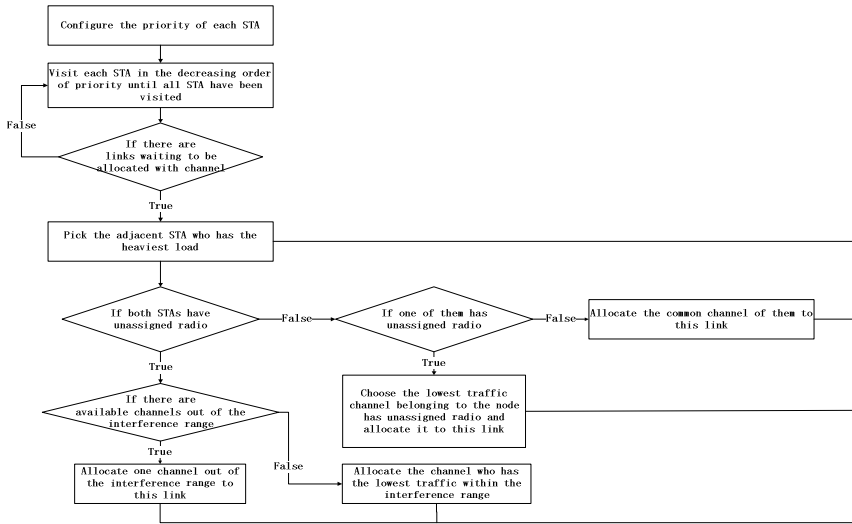 Configure the priority of each STA
Visit each STA in the decreasing order
of priority until all STA have been
visited
False
If there are
links waiting to be
allocated with channel
True
Pick the adjacent STA who has the
heaviest load
If both STAs have
unassigned radio
False
If one of them has
unassigned radio
False
Allocate the common channel of them to
this link
True
True
If there are
available channels out of the
interference range
Choose the lowest traffic
channel belonging to the node
has unassigned radio and
allocate it to this link
True
False
Allocate one channel out of
the interference range to
this link
Allocate the channel who has
the lowest traffic within the
interference range